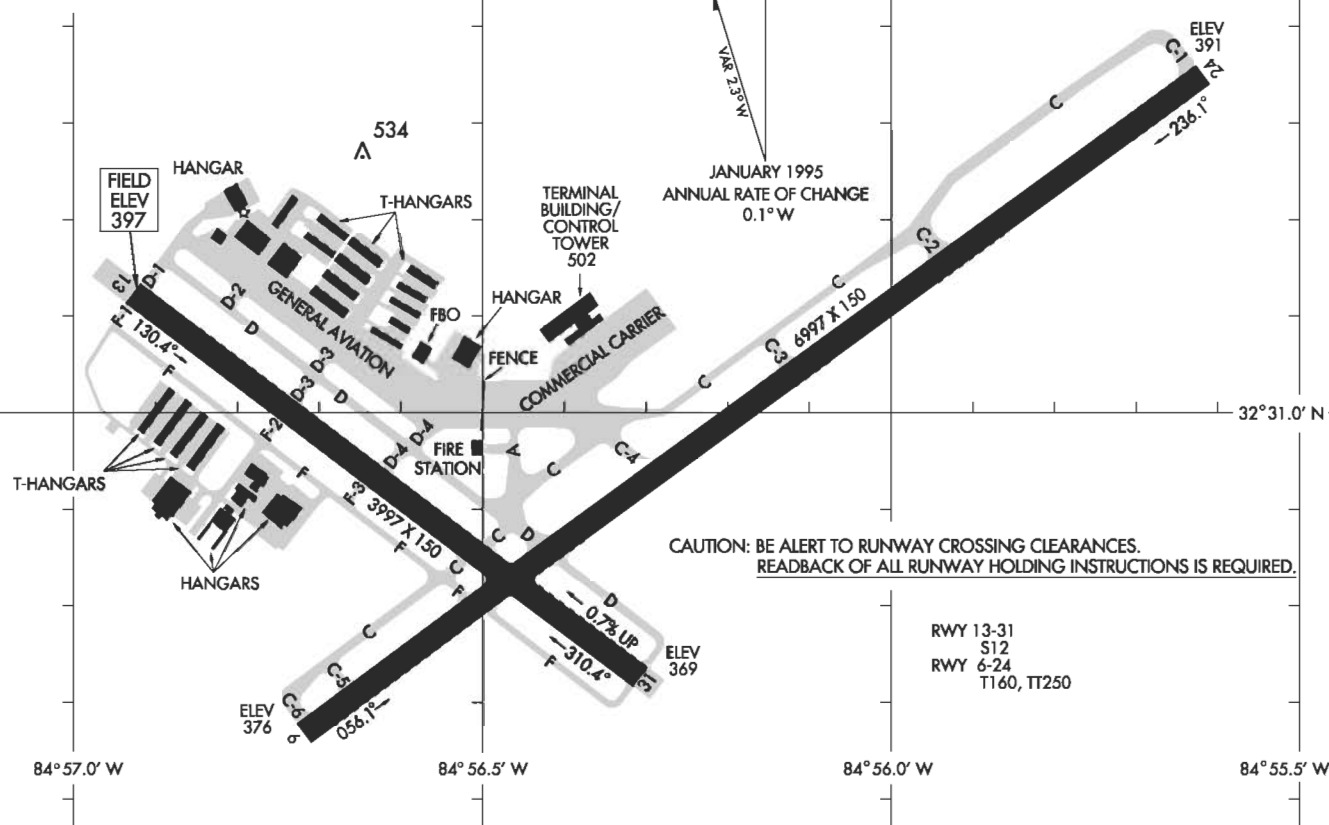 ELEV
391
C-1
24
C
236.1°
VAR 2.3° W
JANUARY 1995
ANNUAL RATE OF CHANGE
0.1° W
534
HANGAR
FIELD
ELEV
397
T-HANGARS
TERMINAL
BUILDING/
CONTROL
TOWER
502
C-2
13
D-1
D-2
D
GENERAL AVIATION
FBO
HANGAR
FENCE
COMMERCIAL CARRIER
C
6997 X 150
C-3
C
F-1
130.4°
F
D-3
D-3
D
F-2
D-4
D-4
FIRE
STATION
A
C
C-4
32°31.0' N
T-HANGARS
F
F-3
3997 X 150
F
HANGARS
C
D
C
F
CAUTION: BE ALERT TO RUNWAY CROSSING CLEARANCES.
READBACK OF ALL RUNWAY HOLDING INSTRUCTIONS IS REQUIRED.
D
0.7% UP
310.4°
F
31
ELEV
369
RWY 13-31
S12
RWY 6-24
T160, TT250
C
C-5
C-6
6
056.1°
ELEV
376
84°57.0' W
84°56.5' W
84°56.0' W
84°55.5' W